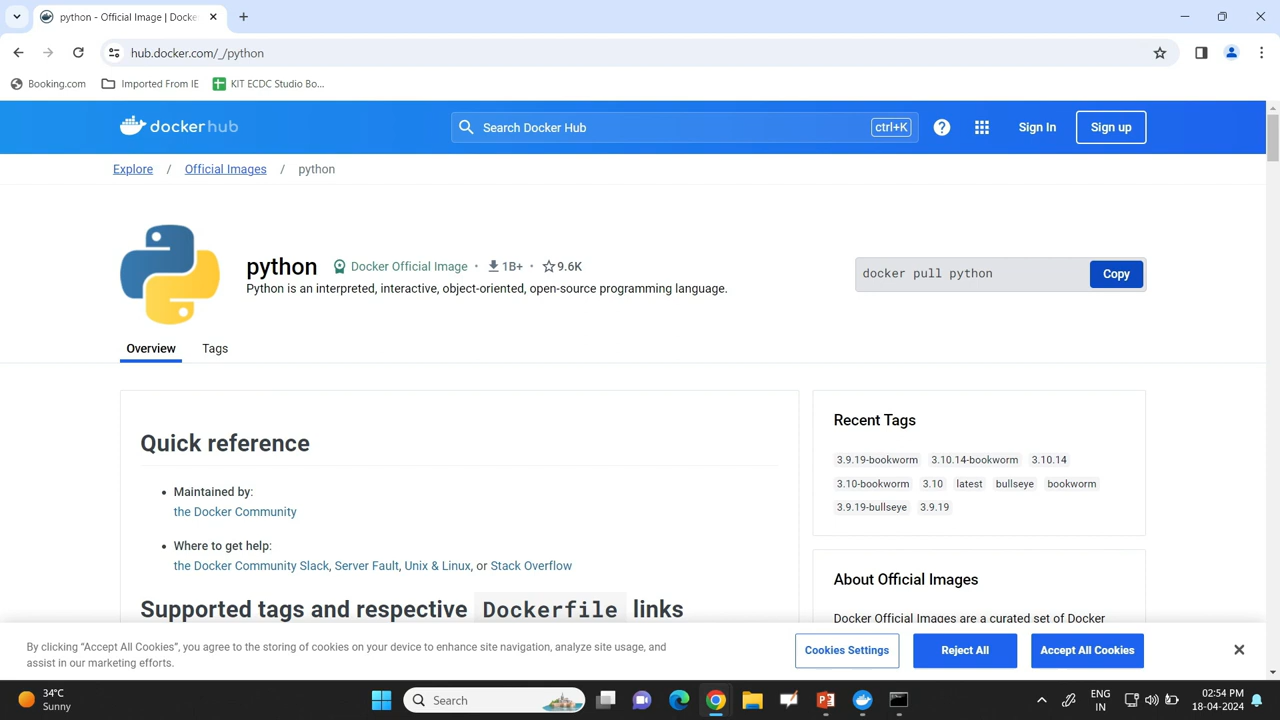 python - Official Image | Docke
hub.docker.com/_/python
Booking.com Imported From IE KIT ECDC Studio Bo...
dockerhub Search Docker Hub ctrl+K ? Sign In Sign up
Explore / Official Images / python
python Docker Official Image · 1B+ · 9.6K
Python is an interpreted, interactive, object-oriented, open-source programming language.
docker pull python Copy
Overview Tags
Quick reference
• Maintained by:
the Docker Community
• Where to get help:
the Docker Community Slack, Server Fault, Unix & Linux, or Stack Overflow
Supported tags and respective Dockerfile links
Recent Tags
3.9.19-bookworm 3.10.14-bookworm 3.10.14
3.10-bookworm 3.10 latest bullseye bookworm
3.9.19-bullseye 3.9.19
About Official Images
Docker Official Images are a curated set of Docker
By clicking “Accept All Cookies”, you agree to the storing of cookies on your device to enhance site navigation, analyze site usage, and
assist in our marketing efforts.
Cookies Settings Reject All Accept All Cookies
34°C
Sunny
Search
ENG
IN
02:54 PM
18-04-2024